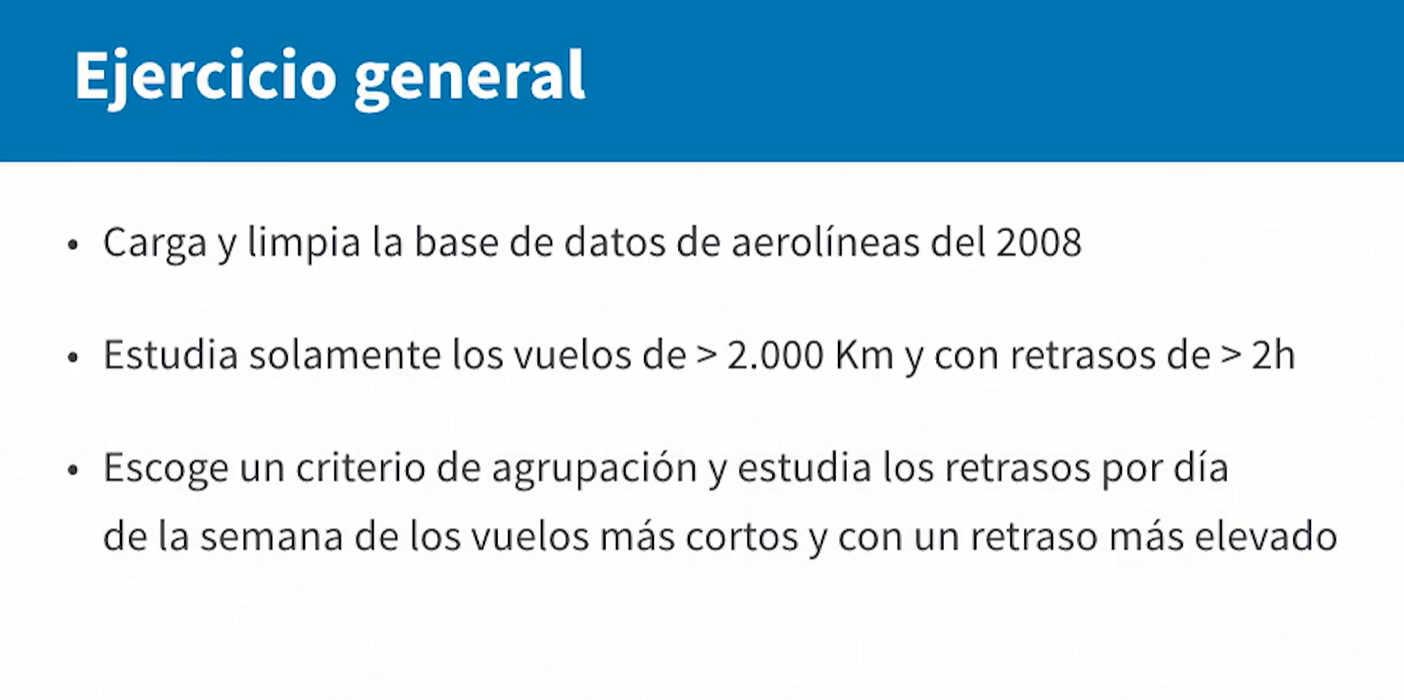 Ejercicio general
• Carga y limpia la base de datos de aerolíneas del 2008
• Estudia solamente los vuelos de > 2.000 Km y con retrasos de > 2h
• Escoge un criterio de agrupación y estudia los retrasos por día
de la semana de los vuelos más cortos y con un retraso más elevado